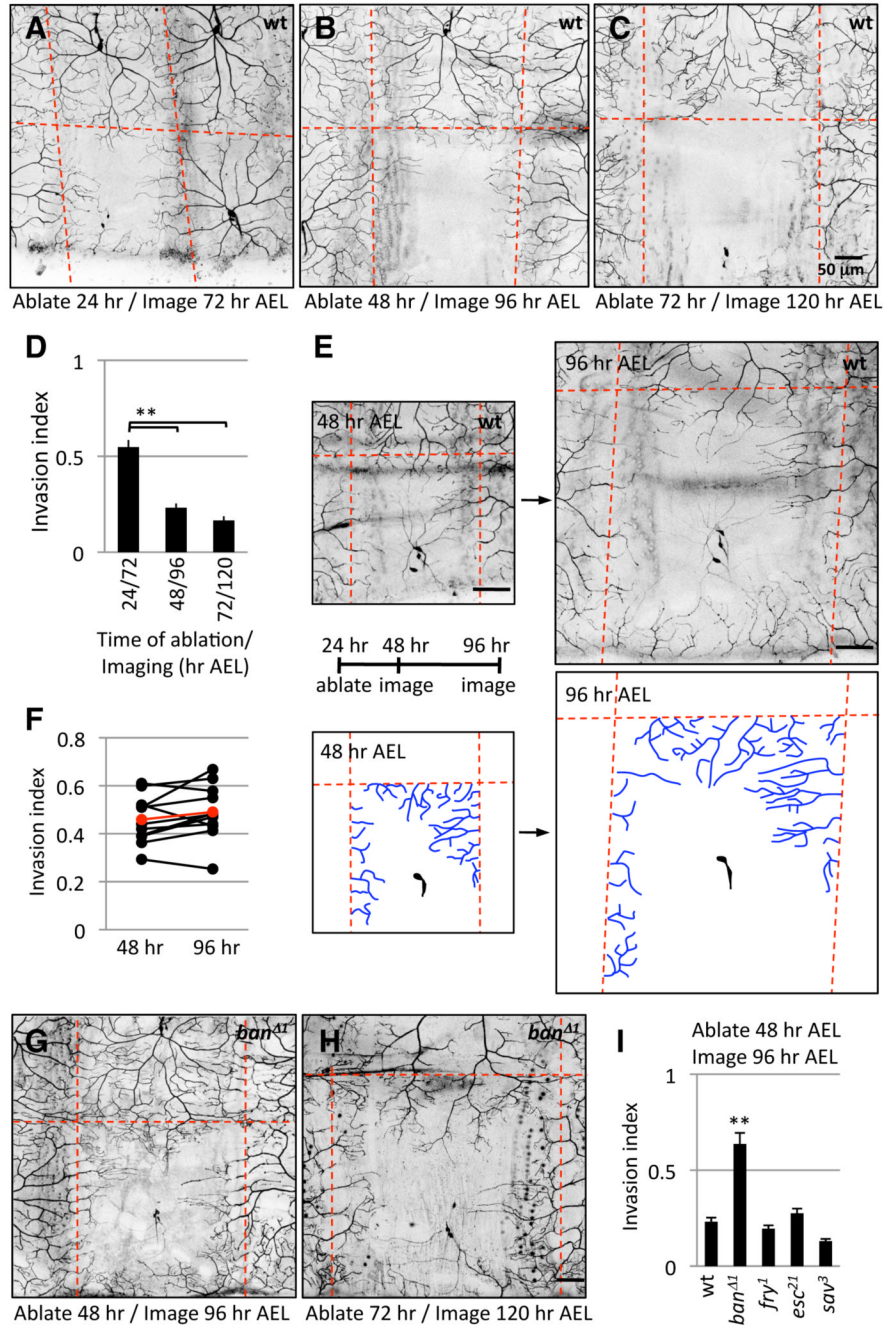 A
wt
B
wt
C
wt
50 µm
Ablate 24 hr / Image 72 hr AEL
Ablate 48 hr / Image 96 hr AEL
Ablate 72 hr / Image 120 hr AEL
D
1
0.5
0
Invasion index
**
24/72
48/96
72/120
Time of ablation/
Imaging (hr AEL)
E
48 hr AEL
wt
96 hr AEL
wt
24 hr
48 hr
96 hr
ablate
image
image
48 hr AEL
96 hr AEL
F
0.8
0.6
0.4
0.2
0
Invasion index
48 hr
96 hr
G
banΔ1
H
banΔ1
Ablate 48 hr / Image 96 hr AEL
Ablate 72 hr / Image 120 hr AEL
I
Ablate 48 hr AEL
Image 96 hr AEL
1
0.5
0
Invasion index
**
wt
banΔ1
fry1
esc21
sav3